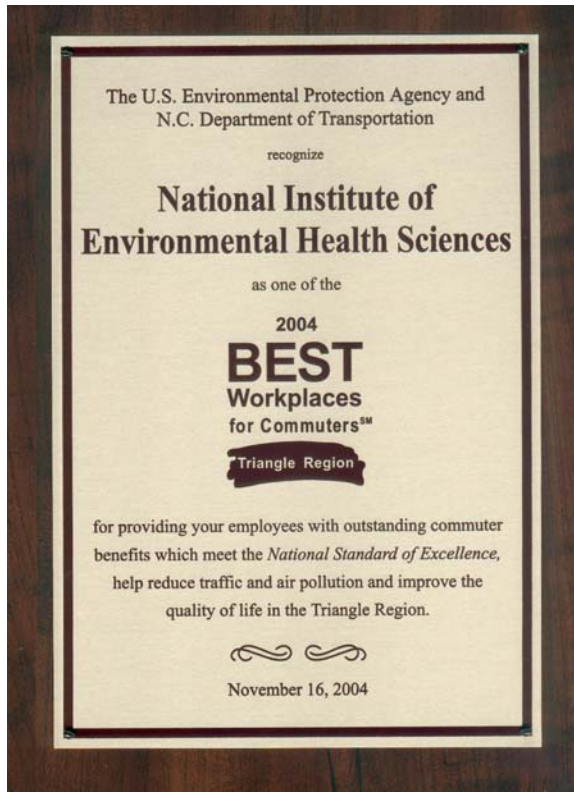 The U.S. Environmental Protection Agency and
N.C. Department of Transportation
recognize
National Institute of
Environmental Health Sciences
as one of the
2004
BEST
Workplaces
for Commuters℠
Triangle Region
for providing your employees with outstanding commuter
benefits which meet the National Standard of Excellence,
help reduce traffic and air pollution and improve the
quality of life in the Triangle Region.
November 16, 2004